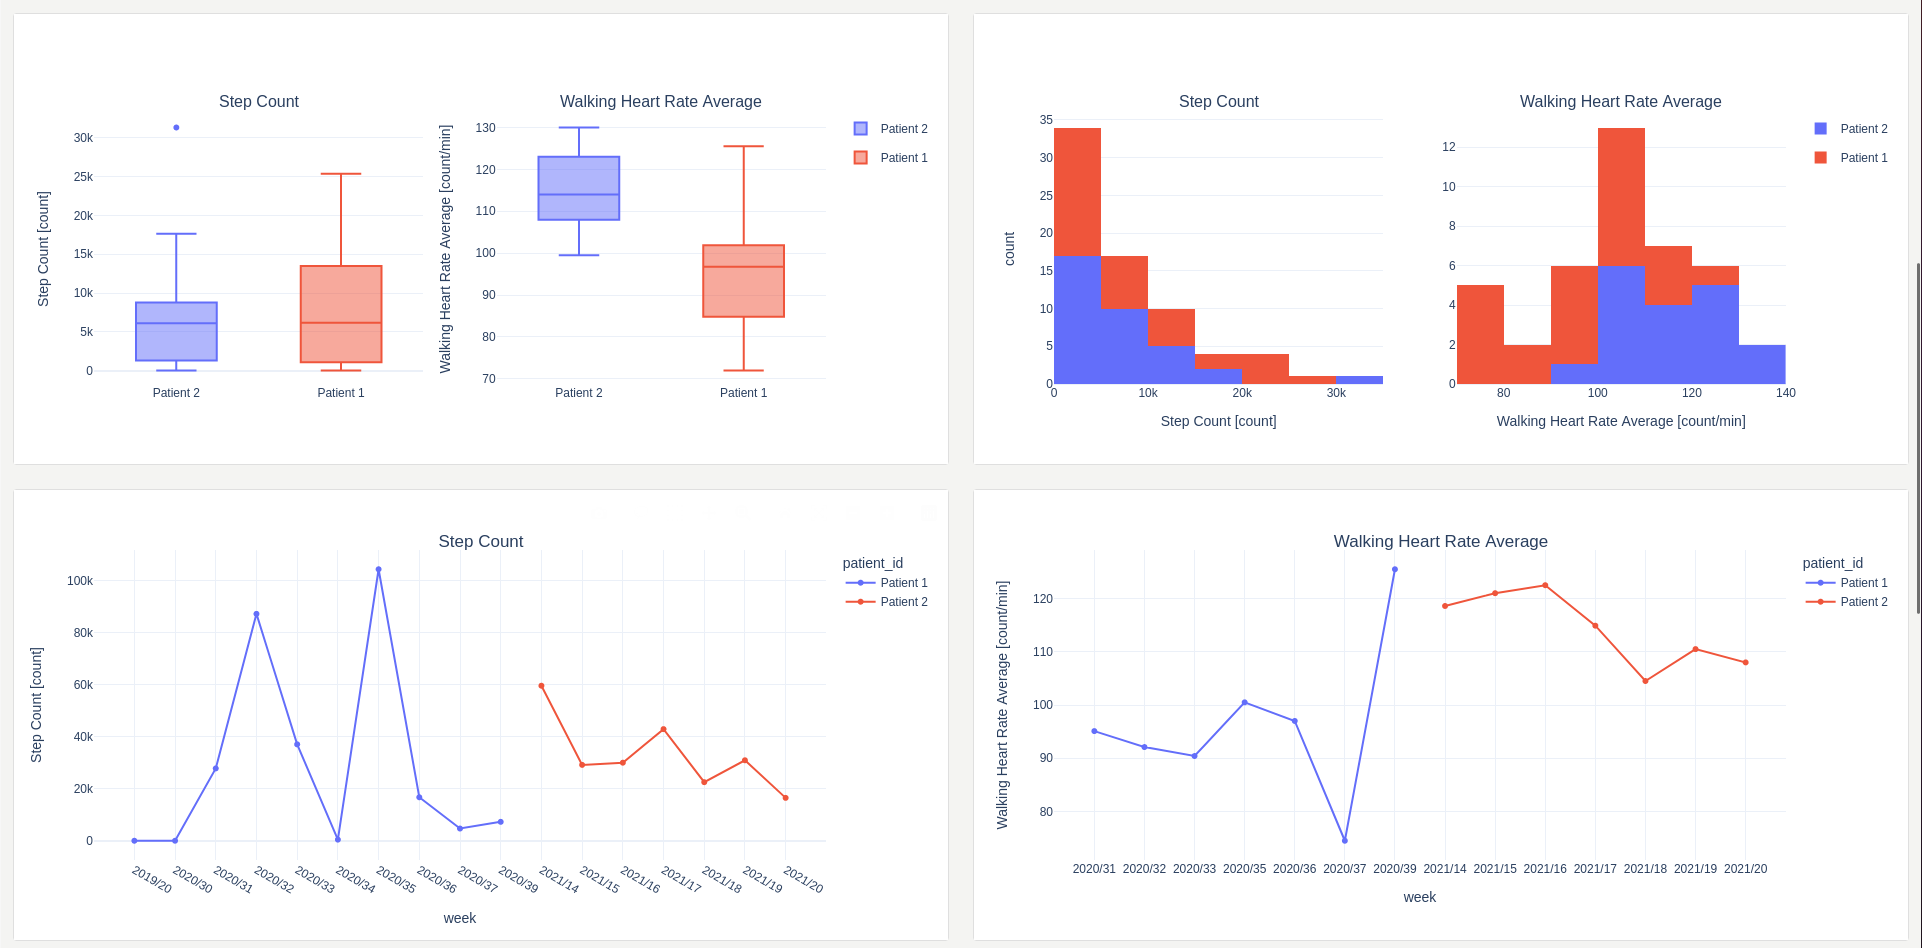 Step Count
Walking Heart Rate Average
Step Count [count]
30k
25k
20k
15k
10k
5k
0
Patient 2
Patient 1
Walking Heart Rate Average [count/min]
130
120
110
100
90
80
70
Patient 2
Patient 1
Patient 2
Patient 1
Step Count
Walking Heart Rate Average
count
35
30
25
20
15
10
5
0
0
10k
20k
30k
Step Count [count]
12
10
8
6
4
2
0
80
100
120
140
Walking Heart Rate Average [count/min]
Patient 2
Patient 1
Step Count
Step Count [count]
100k
80k
60k
40k
20k
0
2019/20
2020/30
2020/31
2020/32
2020/33
2020/34
2020/35
2020/36
2020/37
2020/39
2021/14
2021/15
2021/16
2021/17
2021/18
2021/19
2021/20
week
patient_id
Patient 1
Patient 2
Walking Heart Rate Average
Walking Heart Rate Average [count/min]
120
110
100
90
80
2020/31
2020/32
2020/33
2020/35
2020/36
2020/37
2020/39
2021/14
2021/15
2021/16
2021/17
2021/18
2021/19
2021/20
week
patient_id
Patient 1
Patient 2